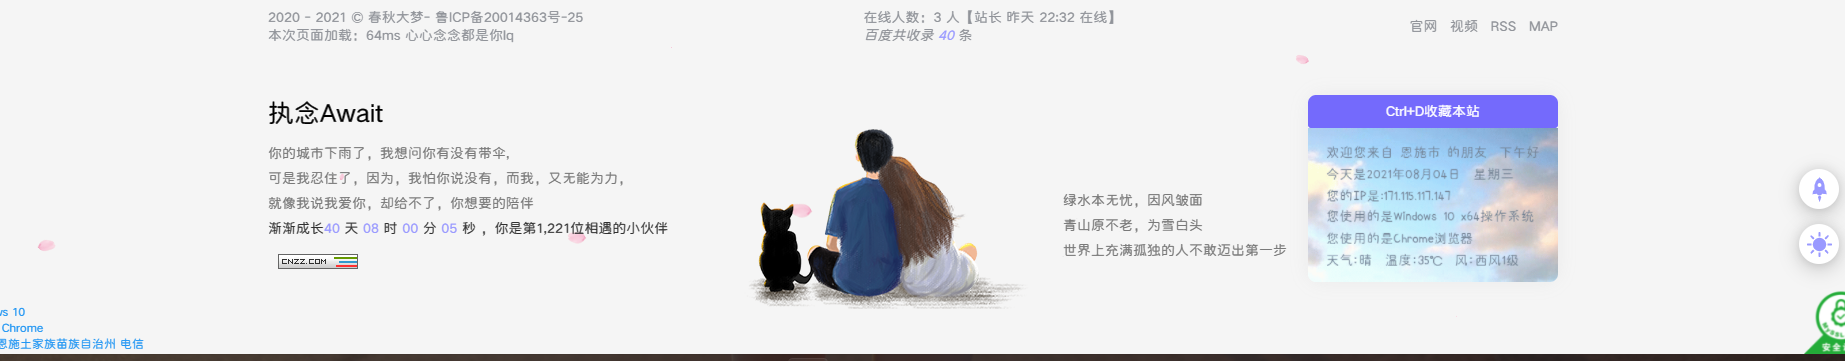 2020 - 2021 © 春秋大梦- 鲁ICP备20014363号-25
本次页面加载：64ms 心心念念都是你lq
在线人数：3 人【站长 昨天 22:32 在线】
百度共收录 40 条
官网 视频 RSS MAP
执念Await
你的城市下雨了，我想问你有没有带伞,
可是我忍住了，因为，我怕你说没有，而我，又无能为力，
就像我说我爱你，却给不了，你想要的陪伴
渐渐成长40 天 08 时 00 分 05 秒 ，你是第1,221位相遇的小伙伴
CNZZ.COM
绿水本无忧，因风皱面
青山原不老，为雪白头
世界上充满孤独的人不敢迈出第一步
Ctrl+D收藏本站
欢迎您来自 恩施市 的朋友 下午好
今天是2021年08月04日 星期三
您的IP是:171.115.117.147
您使用的是Windows 10 x64操作系统
您使用的是Chrome浏览器
天气:晴 温度:35℃ 风:西风1级
ws 10
Chrome
恩施土家族苗族自治州 电信
安全